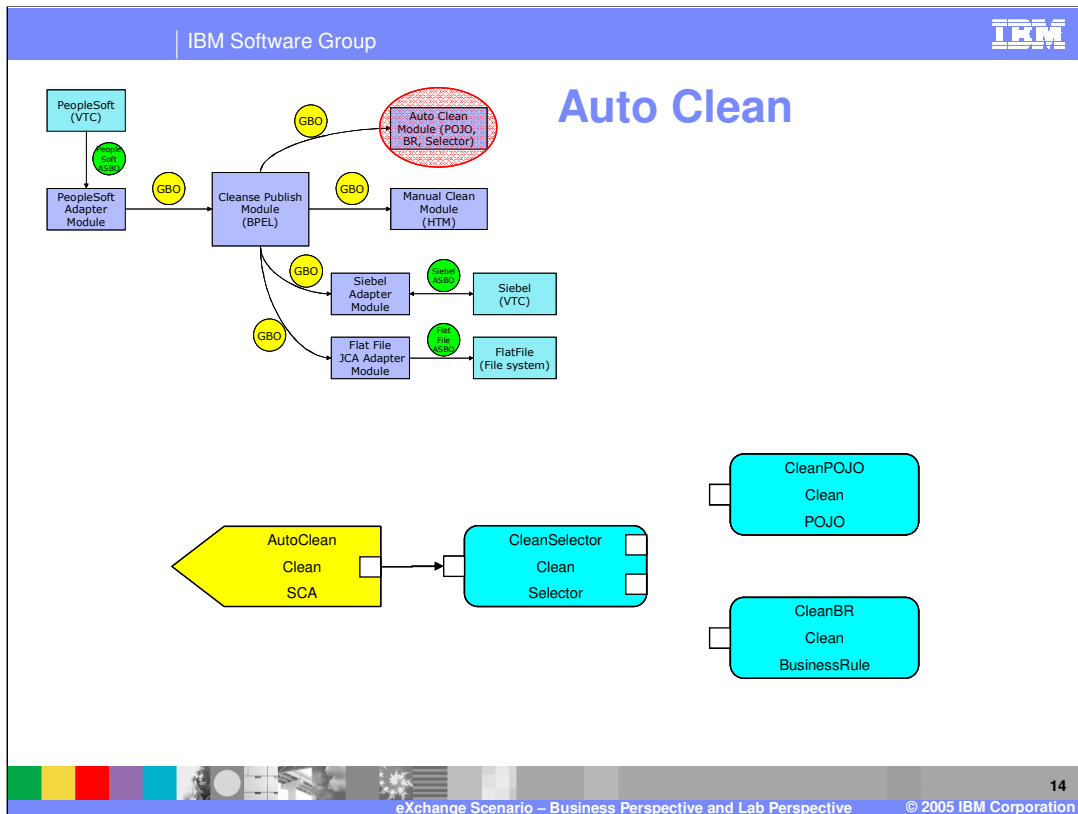 IBM Software Group
IBM
Auto Clean
PeopleSoft
(VTC)
People
Soft
ASBO
PeopleSoft
Adapter
Module
GBO
Cleanse Publish
Module
(BPEL)
GBO
Auto Clean
Module (POJO,
BR, Selector)
GBO
Manual Clean
Module
(HTM)
GBO
Siebel
Adapter
Module
Siebel
ASBO
Siebel
(VTC)
GBO
Flat File
JCA Adapter
Module
Flat
File
ASBO
FlatFile
(File system)
AutoClean
Clean
SCA
CleanSelector
Clean
Selector
CleanPOJO
Clean
POJO
CleanBR
Clean
BusinessRule
14
eXchange Scenario – Business Perspective and Lab Perspective
© 2005 IBM Corporation